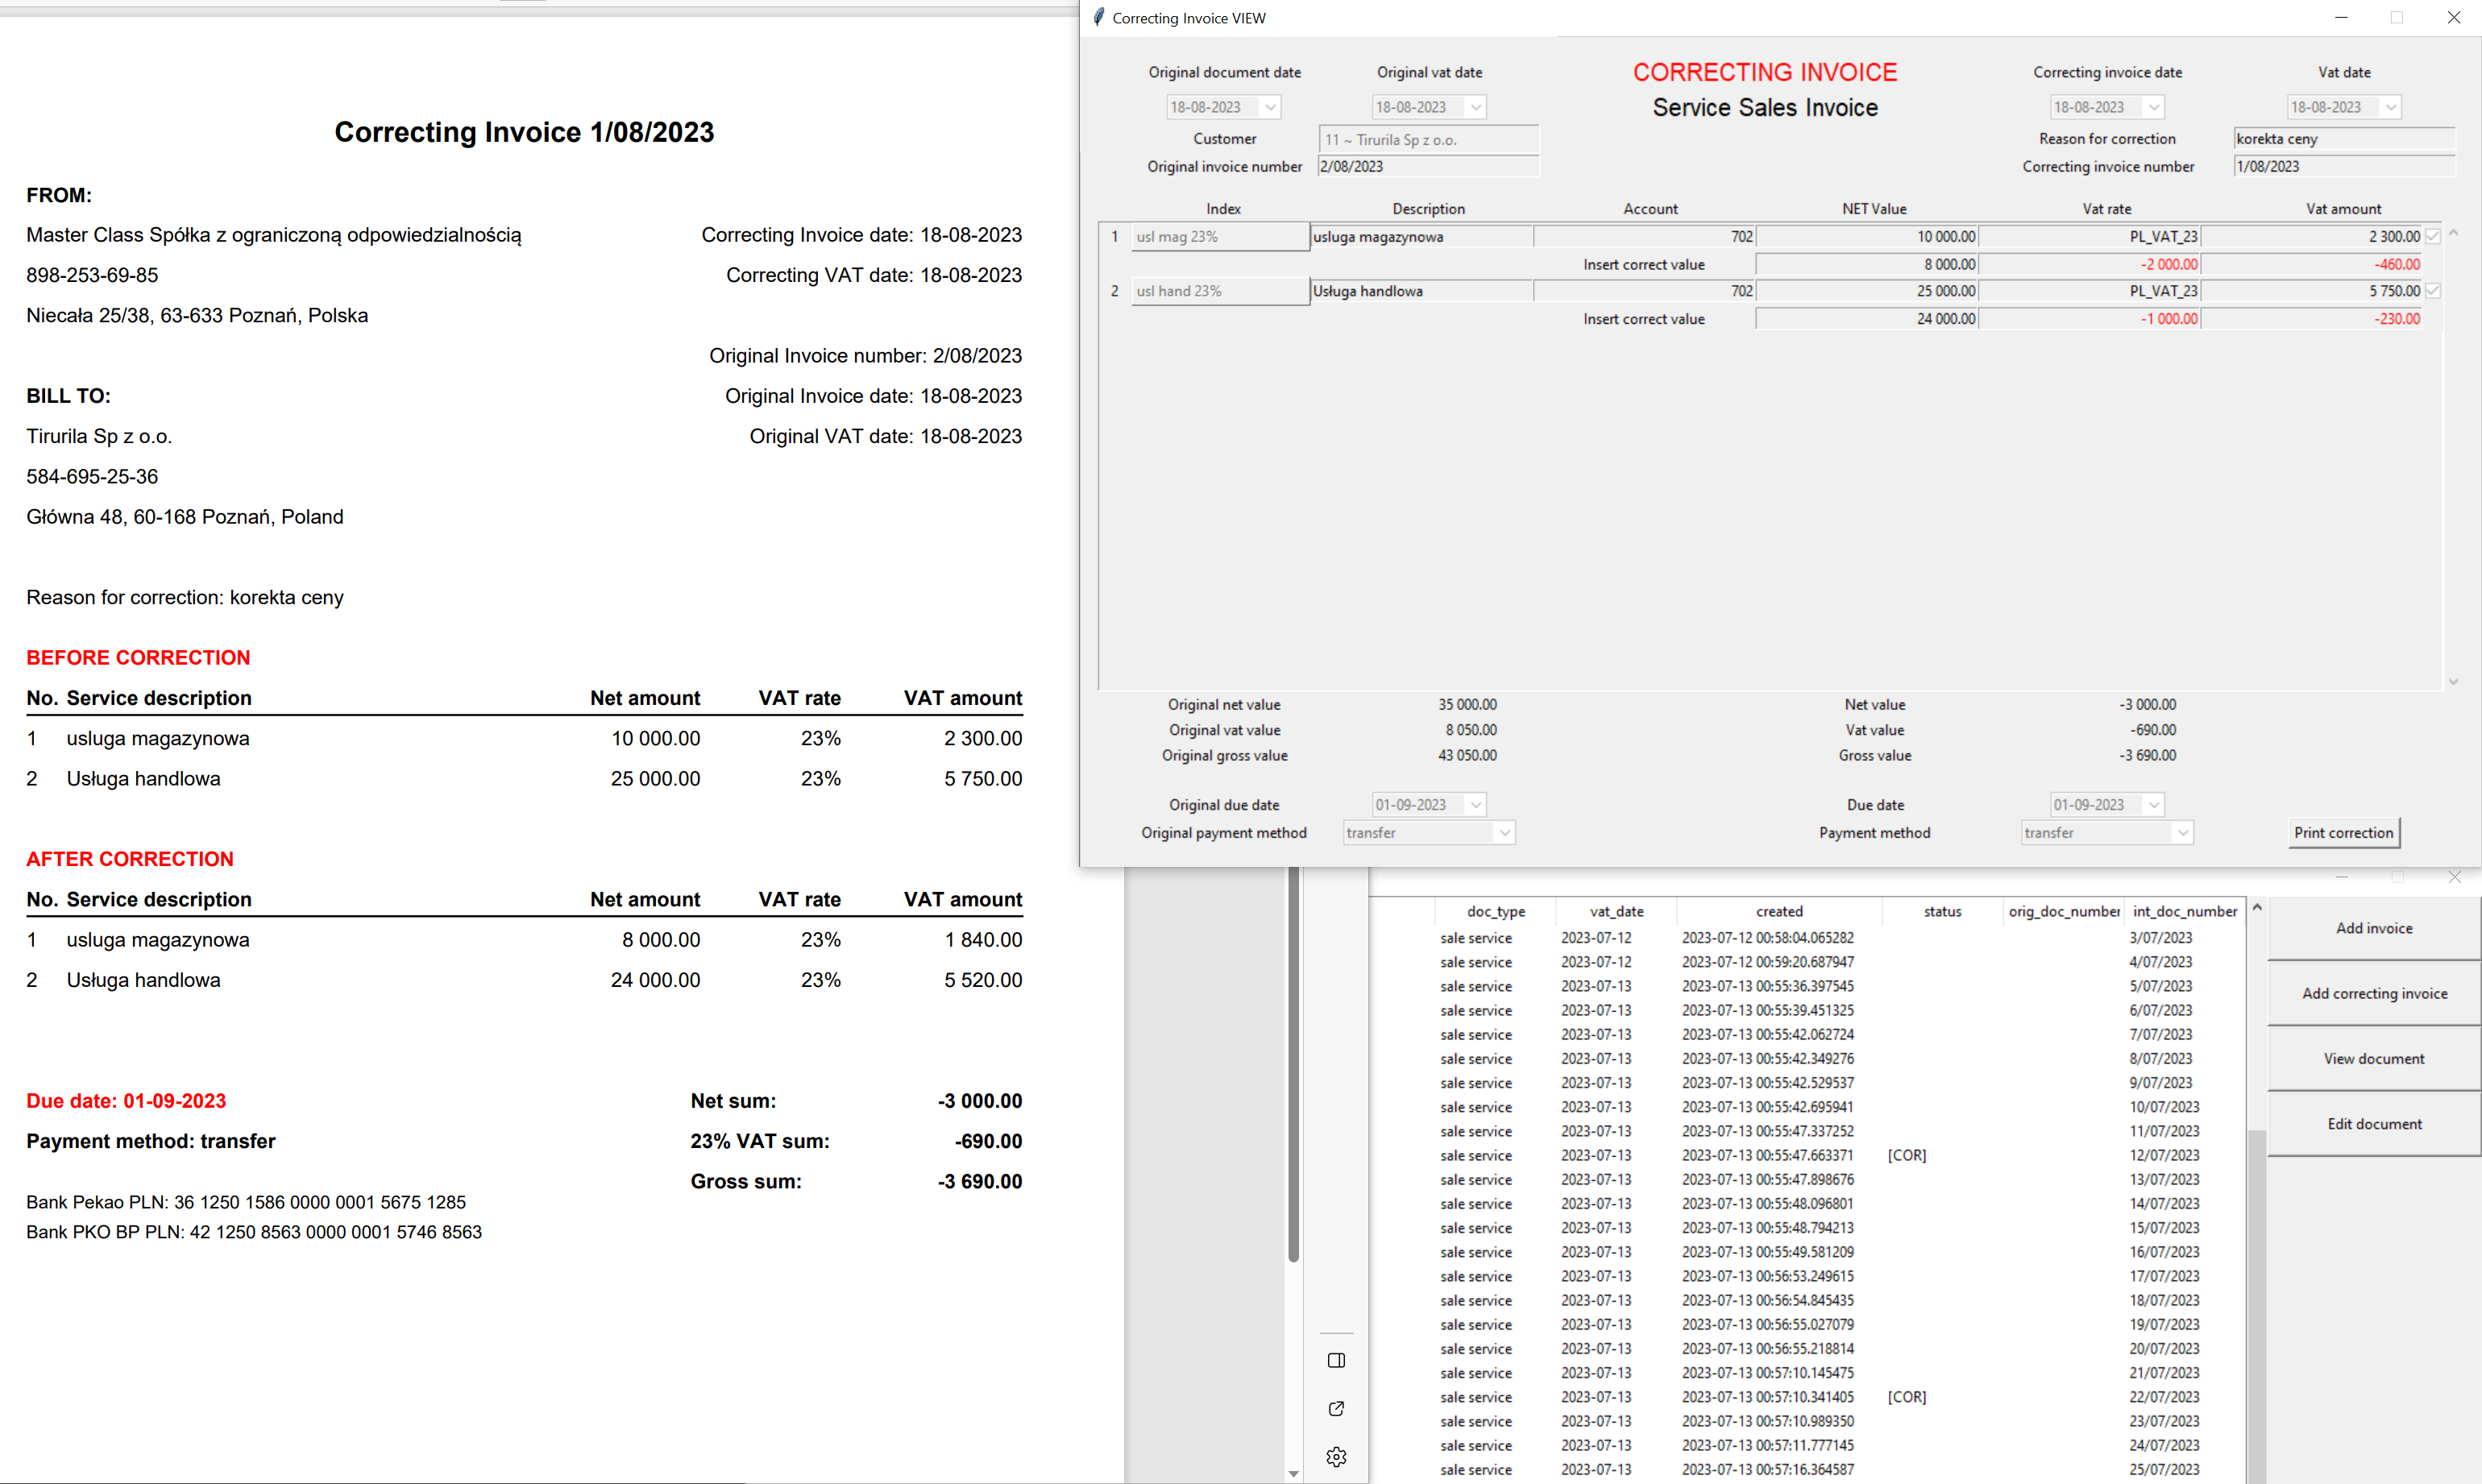 Correcting Invoice 1/08/2023
FROM:
Master Class Spółka z ograniczoną odpowiedzialnością
Correcting Invoice date: 18-08-2023
898-253-69-85
Correcting VAT date: 18-08-2023
Niecała 25/38, 63-633 Poznań, Polska
Original Invoice number: 2/08/2023
BILL TO:
Original Invoice date: 18-08-2023
Tirurila Sp z o.o.
Original VAT date: 18-08-2023
584-695-25-36
Główna 48, 60-168 Poznań, Poland
Reason for correction: korekta ceny
BEFORE CORRECTION
No. Service description Net amount VAT rate VAT amount
1 usluga magazynowa 10 000.00 23% 2 300.00
2 Usługa handlowa 25 000.00 23% 5 750.00
AFTER CORRECTION
No. Service description Net amount VAT rate VAT amount
1 usluga magazynowa 8 000.00 23% 1 840.00
2 Usługa handlowa 24 000.00 23% 5 520.00
Due date: 01-09-2023 Net sum: -3 000.00
Payment method: transfer 23% VAT sum: -690.00
Gross sum: -3 690.00
Bank Pekao PLN: 36 1250 1586 0000 0001 5675 1285
Bank PKO BP PLN: 42 1250 8563 0000 0001 5746 8563
Correcting Invoice VIEW
Original document date Original vat date CORRECTING INVOICE Correcting invoice date Vat date
18-08-2023 18-08-2023 Service Sales Invoice 18-08-2023 18-08-2023
Customer 11 ~ Tirurila Sp z o.o. Reason for correction korekta ceny
Original invoice number 2/08/2023 Correcting invoice number 1/08/2023
Index Description Account NET Value Vat rate Vat amount
1 usl mag 23% usluga magazynowa 702 10 000.00 PL_VAT_23 2 300.00
Insert correct value 8 000.00 -2 000.00 -460.00
2 usl hand 23% Usługa handlowa 702 25 000.00 PL_VAT_23 5 750.00
Insert correct value 24 000.00 -1 000.00 -230.00
Original net value 35 000.00 Net value -3 000.00
Original vat value 8 050.00 Vat value -690.00
Original gross value 43 050.00 Gross value -3 690.00
Original due date 01-09-2023 Due date 01-09-2023
Original payment method transfer Payment method transfer Print correction
doc_type vat_date created status orig_doc_number int_doc_number
sale service 2023-07-12 2023-07-12 00:58:04.065282 3/07/2023
sale service 2023-07-12 2023-07-12 00:59:20.687947 4/07/2023
sale service 2023-07-13 2023-07-13 00:55:36.397545 5/07/2023
sale service 2023-07-13 2023-07-13 00:55:39.451325 6/07/2023
sale service 2023-07-13 2023-07-13 00:55:42.062724 7/07/2023
sale service 2023-07-13 2023-07-13 00:55:42.349276 8/07/2023
sale service 2023-07-13 2023-07-13 00:55:42.529537 9/07/2023
sale service 2023-07-13 2023-07-13 00:55:42.695941 10/07/2023
sale service 2023-07-13 2023-07-13 00:55:47.337252 11/07/2023
sale service 2023-07-13 2023-07-13 00:55:47.663371 [COR] 12/07/2023
sale service 2023-07-13 2023-07-13 00:55:47.898676 13/07/2023
sale service 2023-07-13 2023-07-13 00:55:48.096801 14/07/2023
sale service 2023-07-13 2023-07-13 00:55:48.794213 15/07/2023
sale service 2023-07-13 2023-07-13 00:55:49.581209 16/07/2023
sale service 2023-07-13 2023-07-13 00:56:53.249615 17/07/2023
sale service 2023-07-13 2023-07-13 00:56:54.845435 18/07/2023
sale service 2023-07-13 2023-07-13 00:56:55.027079 19/07/2023
sale service 2023-07-13 2023-07-13 00:56:55.218814 20/07/2023
sale service 2023-07-13 2023-07-13 00:57:10.145475 21/07/2023
sale service 2023-07-13 2023-07-13 00:57:10.341405 [COR] 22/07/2023
sale service 2023-07-13 2023-07-13 00:57:10.989350 23/07/2023
sale service 2023-07-13 2023-07-13 00:57:11.777145 24/07/2023
sale service 2023-07-13 2023-07-13 00:57:16.364587 25/07/2023
Add invoice
Add correcting invoice
View document
Edit document